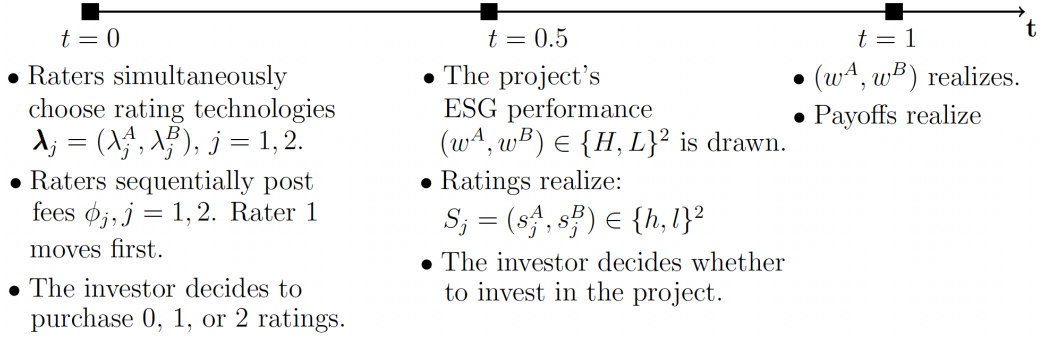 t
t = 0
t = 0.5
t = 1
• Raters simultaneously
choose rating technologies
λ_j = (λ_j^A, λ_j^B), j = 1, 2.
• Raters sequentially post
fees ϕ_j, j = 1, 2. Rater 1
moves first.
• The investor decides to
purchase 0, 1, or 2 ratings.
• The project's
ESG performance
(w^A, w^B) ∈ {H, L}^2 is drawn.
• Ratings realize:
S_j = (s_j^A, s_j^B) ∈ {h, l}^2
• The investor decides whether
to invest in the project.
• (w^A, w^B) realizes.
• Payoffs realize